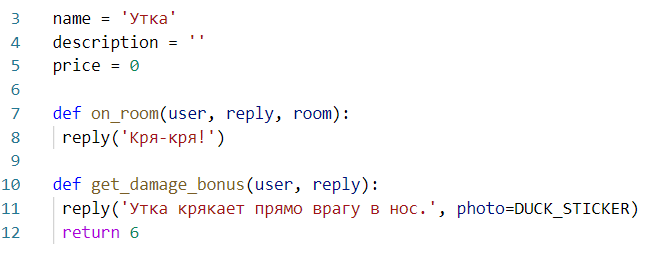 3 name = 'Утка'
4 description = ''
5 price = 0
6
7 def on_room(user, reply, room):
8  reply('Кря-кря!')
9
10 def get_damage_bonus(user, reply):
11  reply('Утка крякает прямо врагу в нос.', photo=DUCK_STICKER)
12  return 6